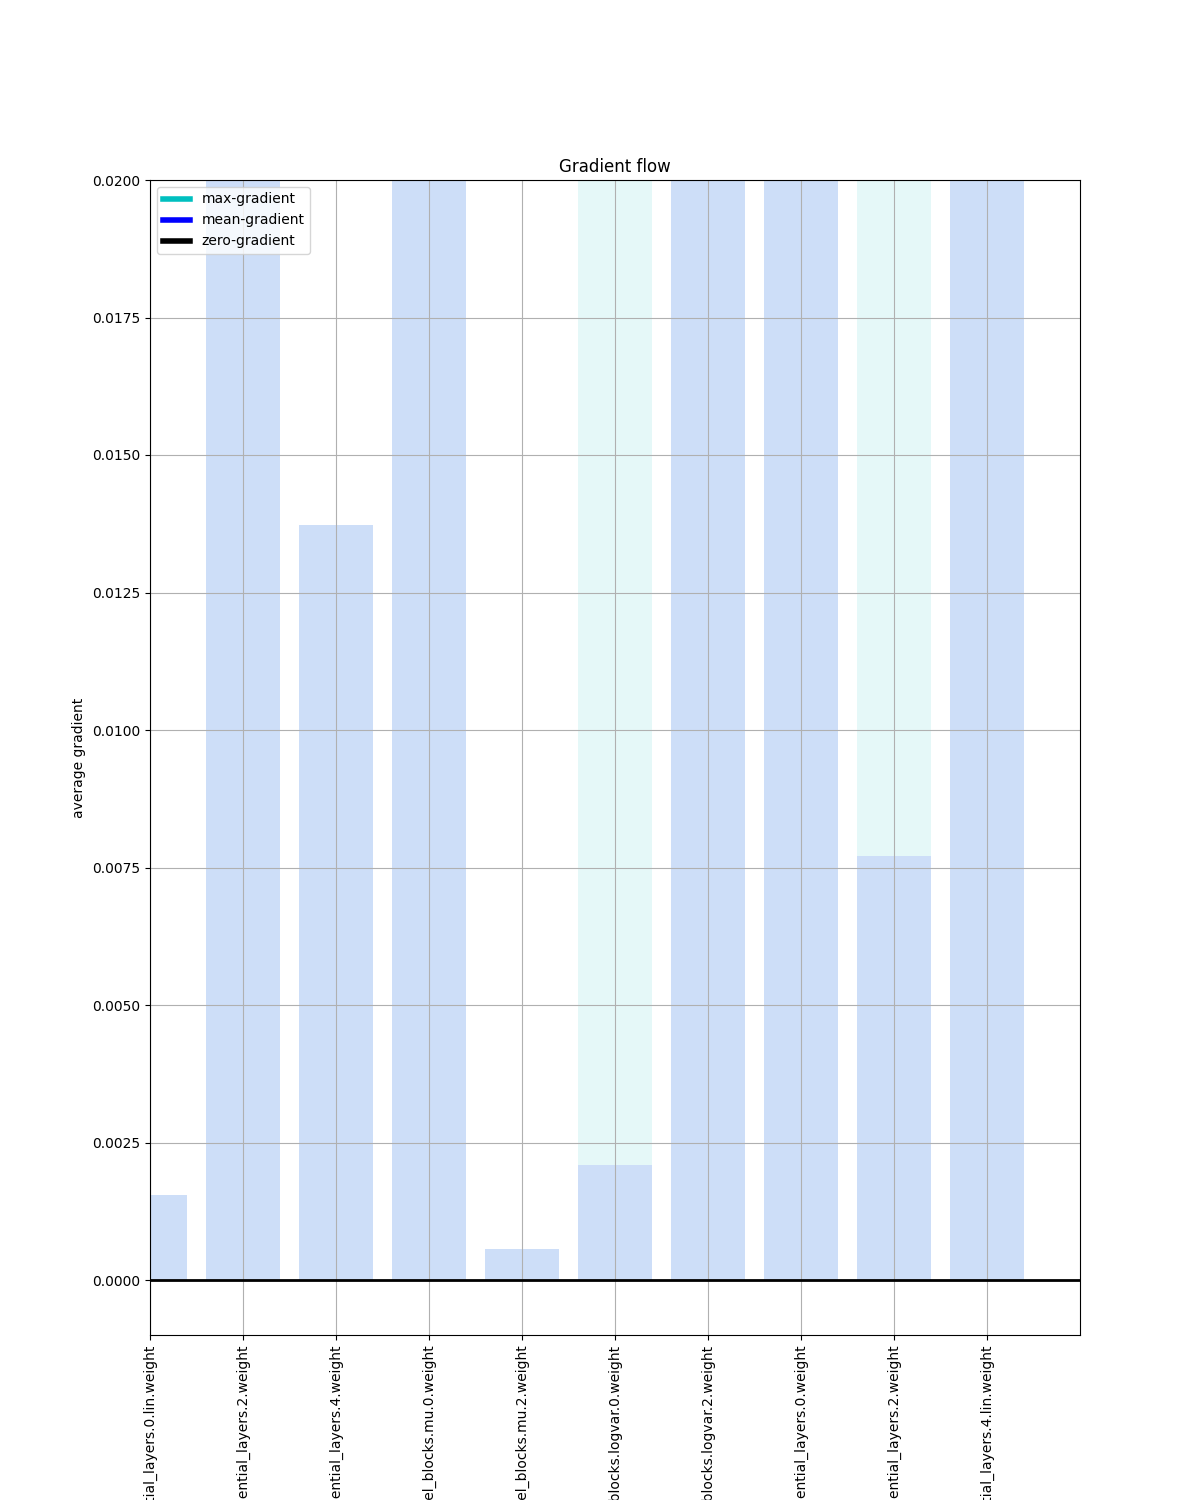 Gradient flow
max-gradient
mean-gradient
zero-gradient
0.0200
0.0175
0.0150
0.0125
0.0100
0.0075
0.0050
0.0025
0.0000
average gradient
tial_layers.0.lin.weight
ential_layers.2.weight
ential_layers.4.weight
el_blocks.mu.0.weight
el_blocks.mu.2.weight
blocks.logvar.0.weight
blocks.logvar.2.weight
ential_layers.0.weight
ential_layers.2.weight
tial_layers.4.lin.weight